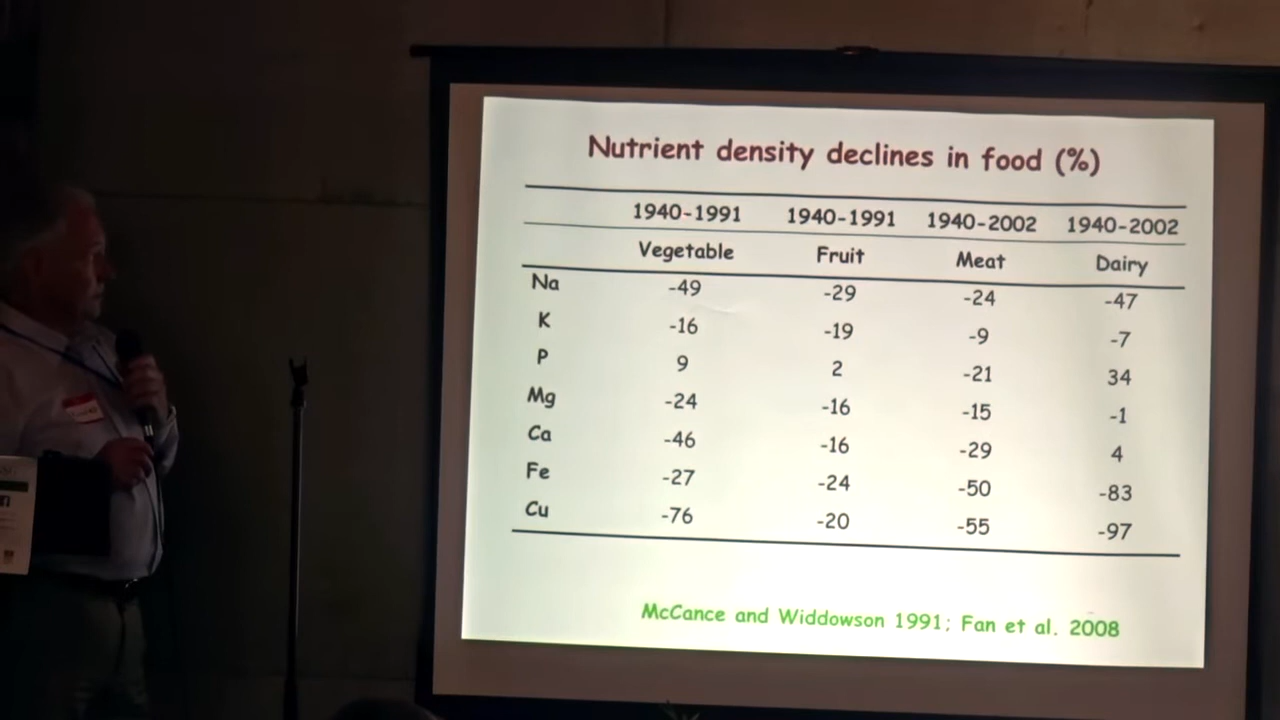 Nutrient density declines in food (%)
1940-1991 1940-1991 1940-2002 1940-2002
Vegetable Fruit Meat Dairy
Na -49 -29 -24 -47
K -16 -19 -9 -7
P 9 2 -21 34
Mg -24 -16 -15 -1
Ca -46 -16 -29 4
Fe -27 -24 -50 -83
Cu -76 -20 -55 -97
McCance and Widdowson 1991; Fan et al. 2008